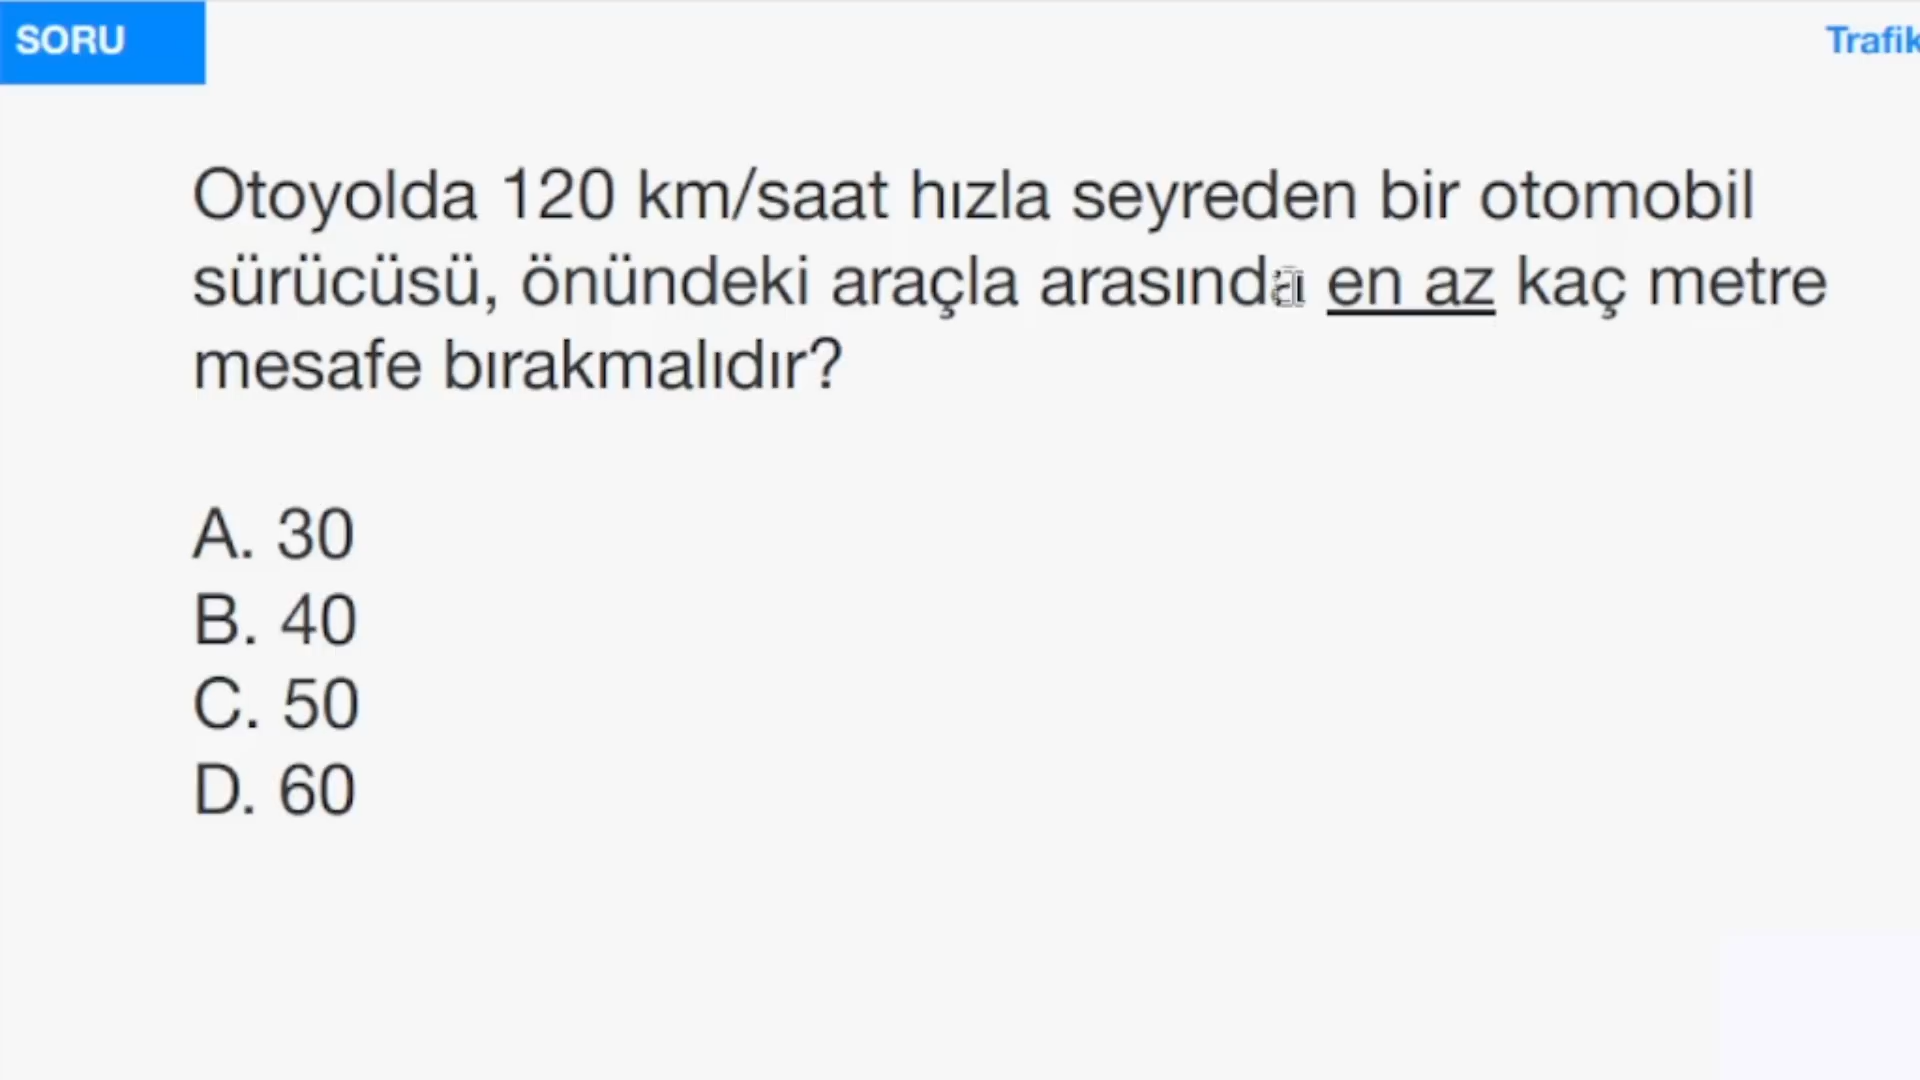 SORU
Trafik
Otoyolda 120 km/saat hızla seyreden bir otomobil
sürücüsü, önündeki araçla arasında en az kaç metre
mesafe bırakmalıdır?
A. 30
B. 40
C. 50
D. 60